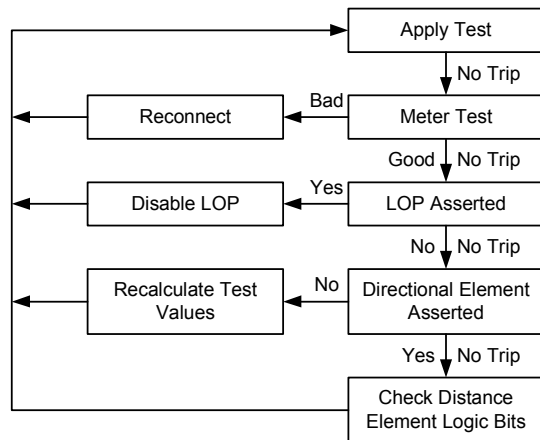 Apply Test
No Trip
Bad
Reconnect
Meter Test
Good
No Trip
Yes
Disable LOP
LOP Asserted
No
No Trip
Recalculate Test
Values
No
Directional Element
Asserted
Yes
No Trip
Check Distance
Element Logic Bits